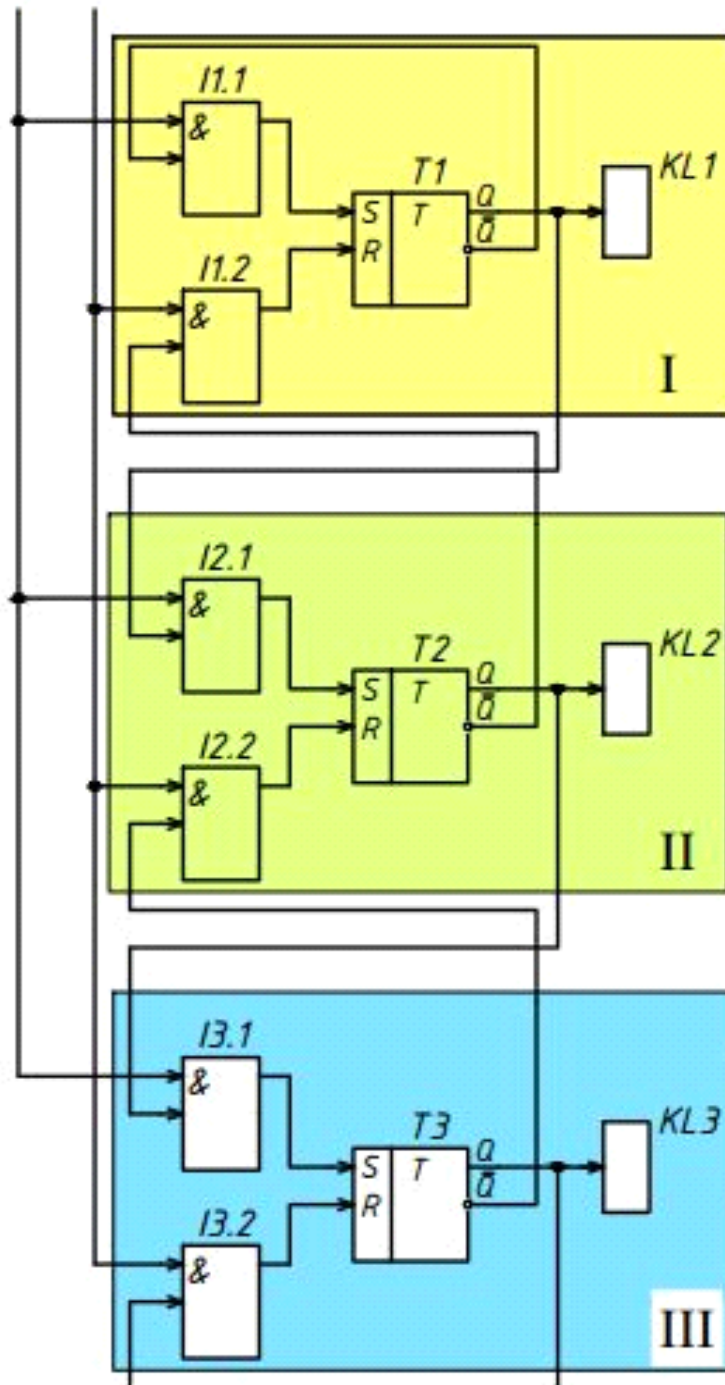 I1.1
&
T1
Q
KL1
S
T
Q̅
R
I1.2
&
I
I2.1
&
T2
Q
KL2
S
T
Q̅
R
I2.2
&
II
I3.1
&
T3
Q
KL3
S
T
Q̅
R
I3.2
&
III